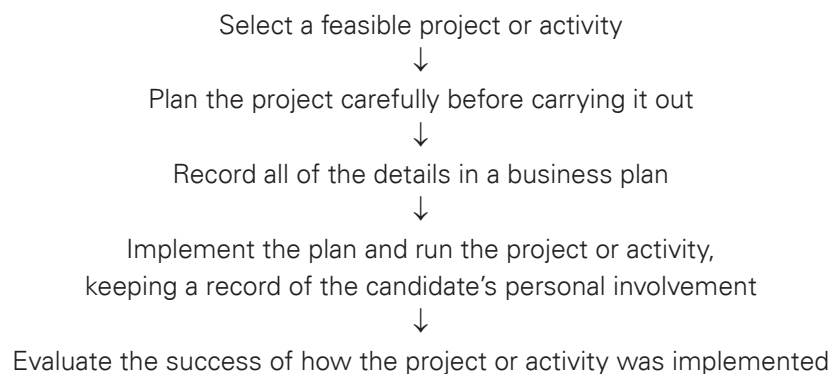 Select a feasible project or activity
↓
Plan the project carefully before carrying it out
↓
Record all of the details in a business plan
↓
Implement the plan and run the project or activity,
keeping a record of the candidate’s personal involvement
↓
Evaluate the success of how the project or activity was implemented